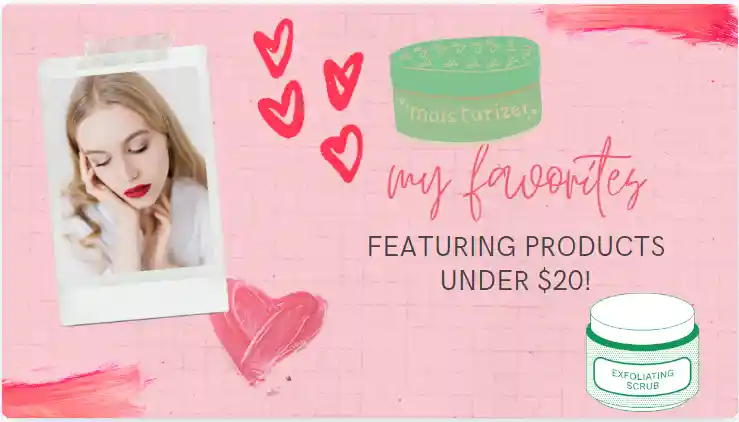 moisturizer
my favorites
FEATURING PRODUCTS
UNDER $20!
EXFOLIATING
SCRUB